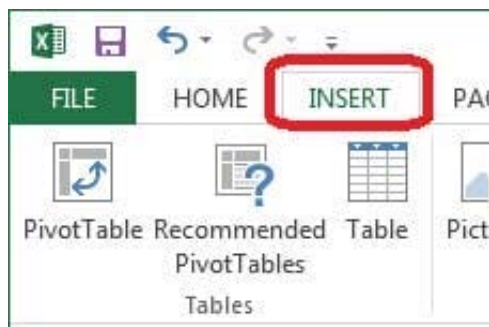 FILE HOME INSERT
PivotTable Recommended PivotTables Table
Tables